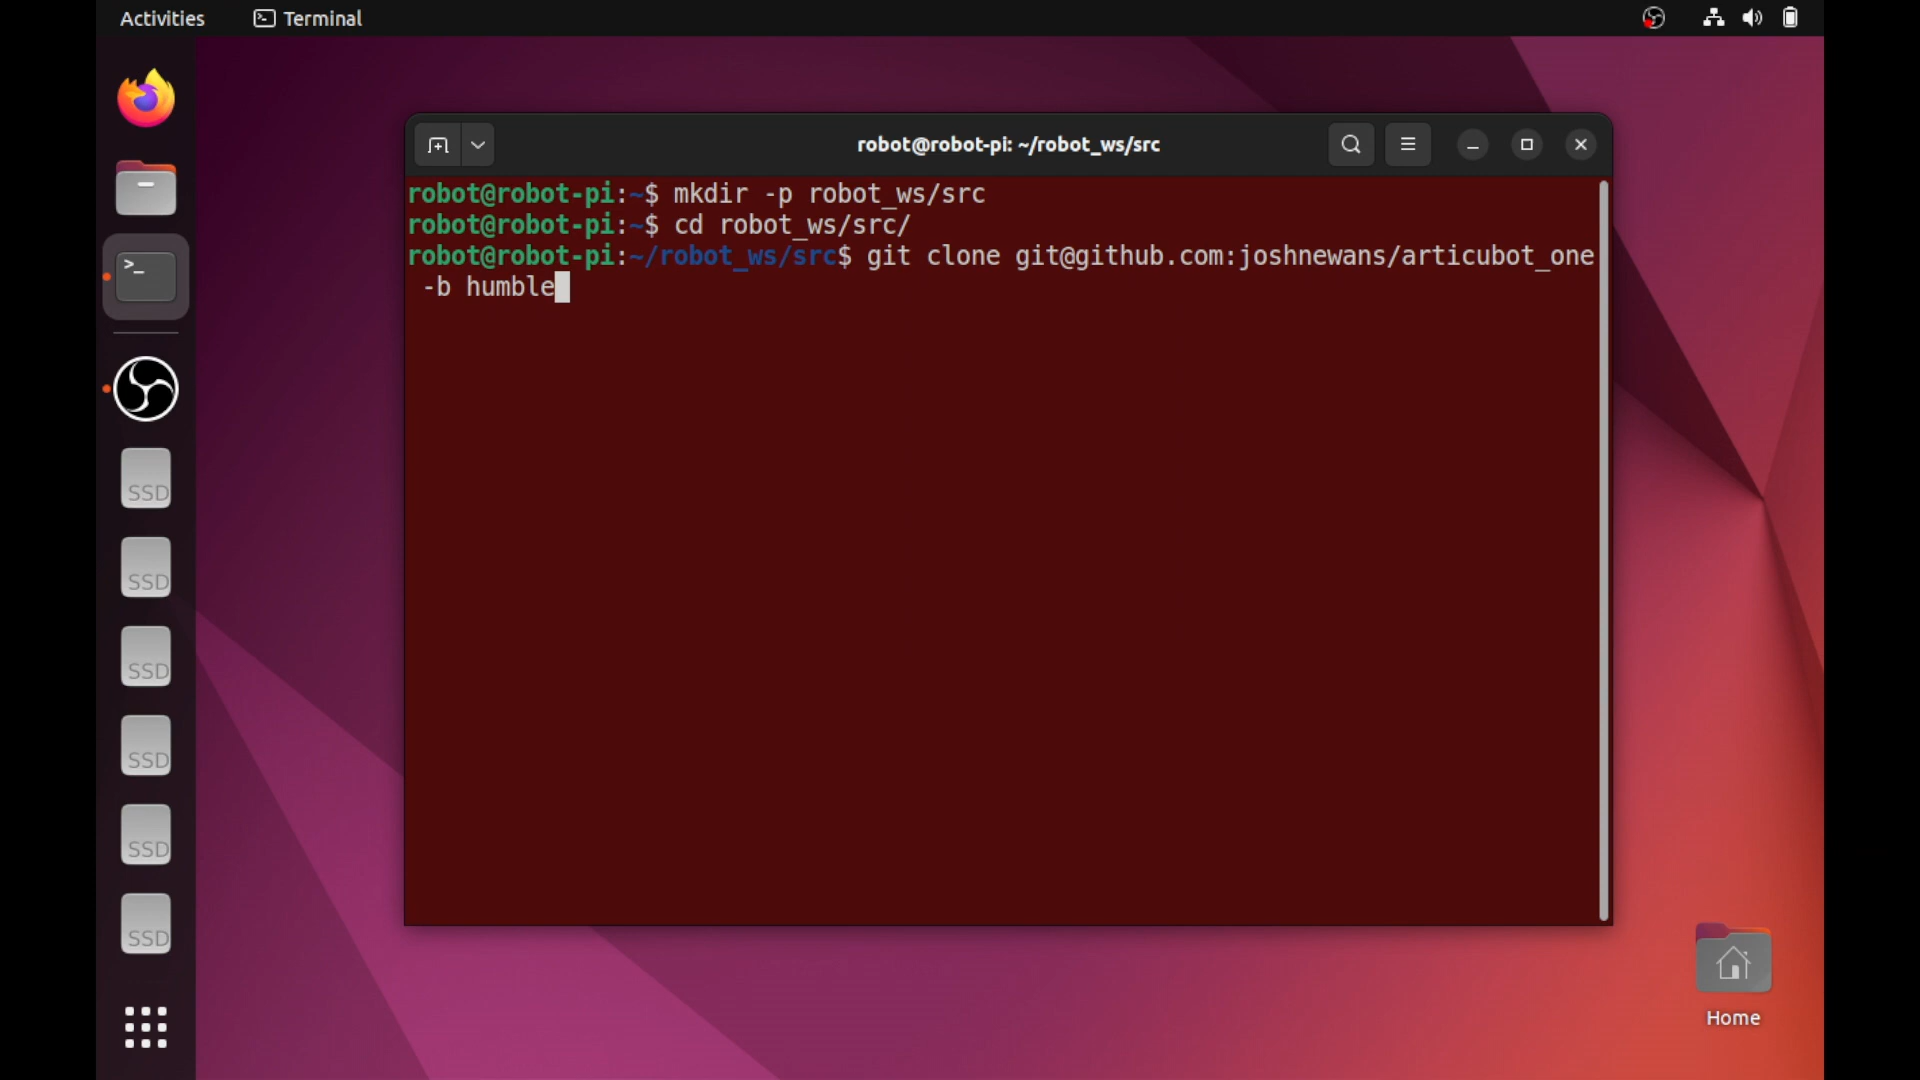 Activities
Terminal
robot@robot-pi: ~/robot_ws/src
robot@robot-pi:~$ mkdir -p robot_ws/src
robot@robot-pi:~$ cd robot_ws/src/
robot@robot-pi:~/robot_ws/src$ git clone git@github.com:joshnewans/articubot_one
-b humble
SSD
SSD
SSD
SSD
SSD
SSD
Home